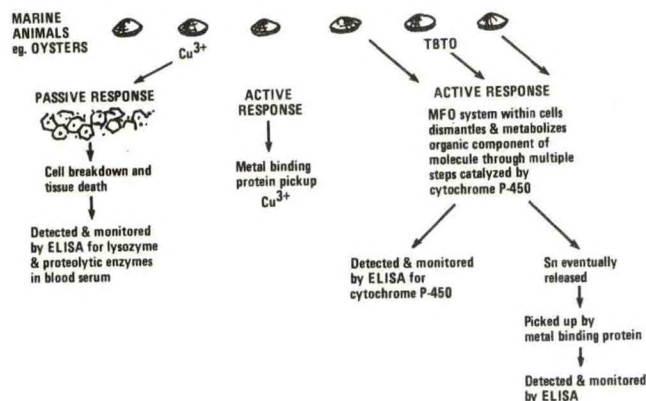 MARINE
ANIMALS
eg. OYSTERS
Cu3+
TBTO
PASSIVE RESPONSE
Cell breakdown and
tissue death
Detected & monitored
by ELISA for lysozyme
& proteolytic enzymes
in blood serum
ACTIVE
RESPONSE
Metal binding
protein pickup
Cu3+
ACTIVE RESPONSE
MFO system within cells
dismantles & metabolizes
organic component of
molecule through multiple
steps catalyzed by
cytochrome P-450
Detected & monitored
by ELISA for
cytochrome P-450
Sn eventually
released
Picked up by
metal binding protein
Detected & monitored
by ELISA